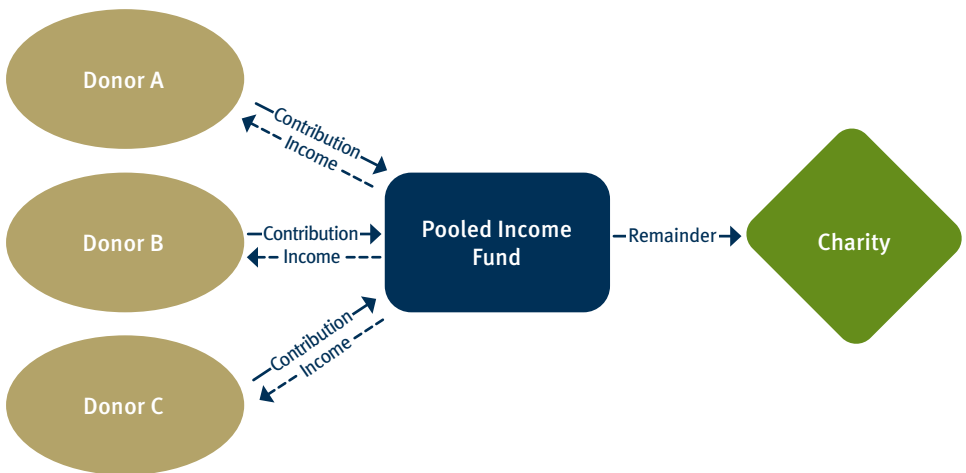 Donor A
Contribution
Income
Donor B
Contribution
Income
Donor C
Contribution
Income
Pooled Income
Fund
Remainder
Charity